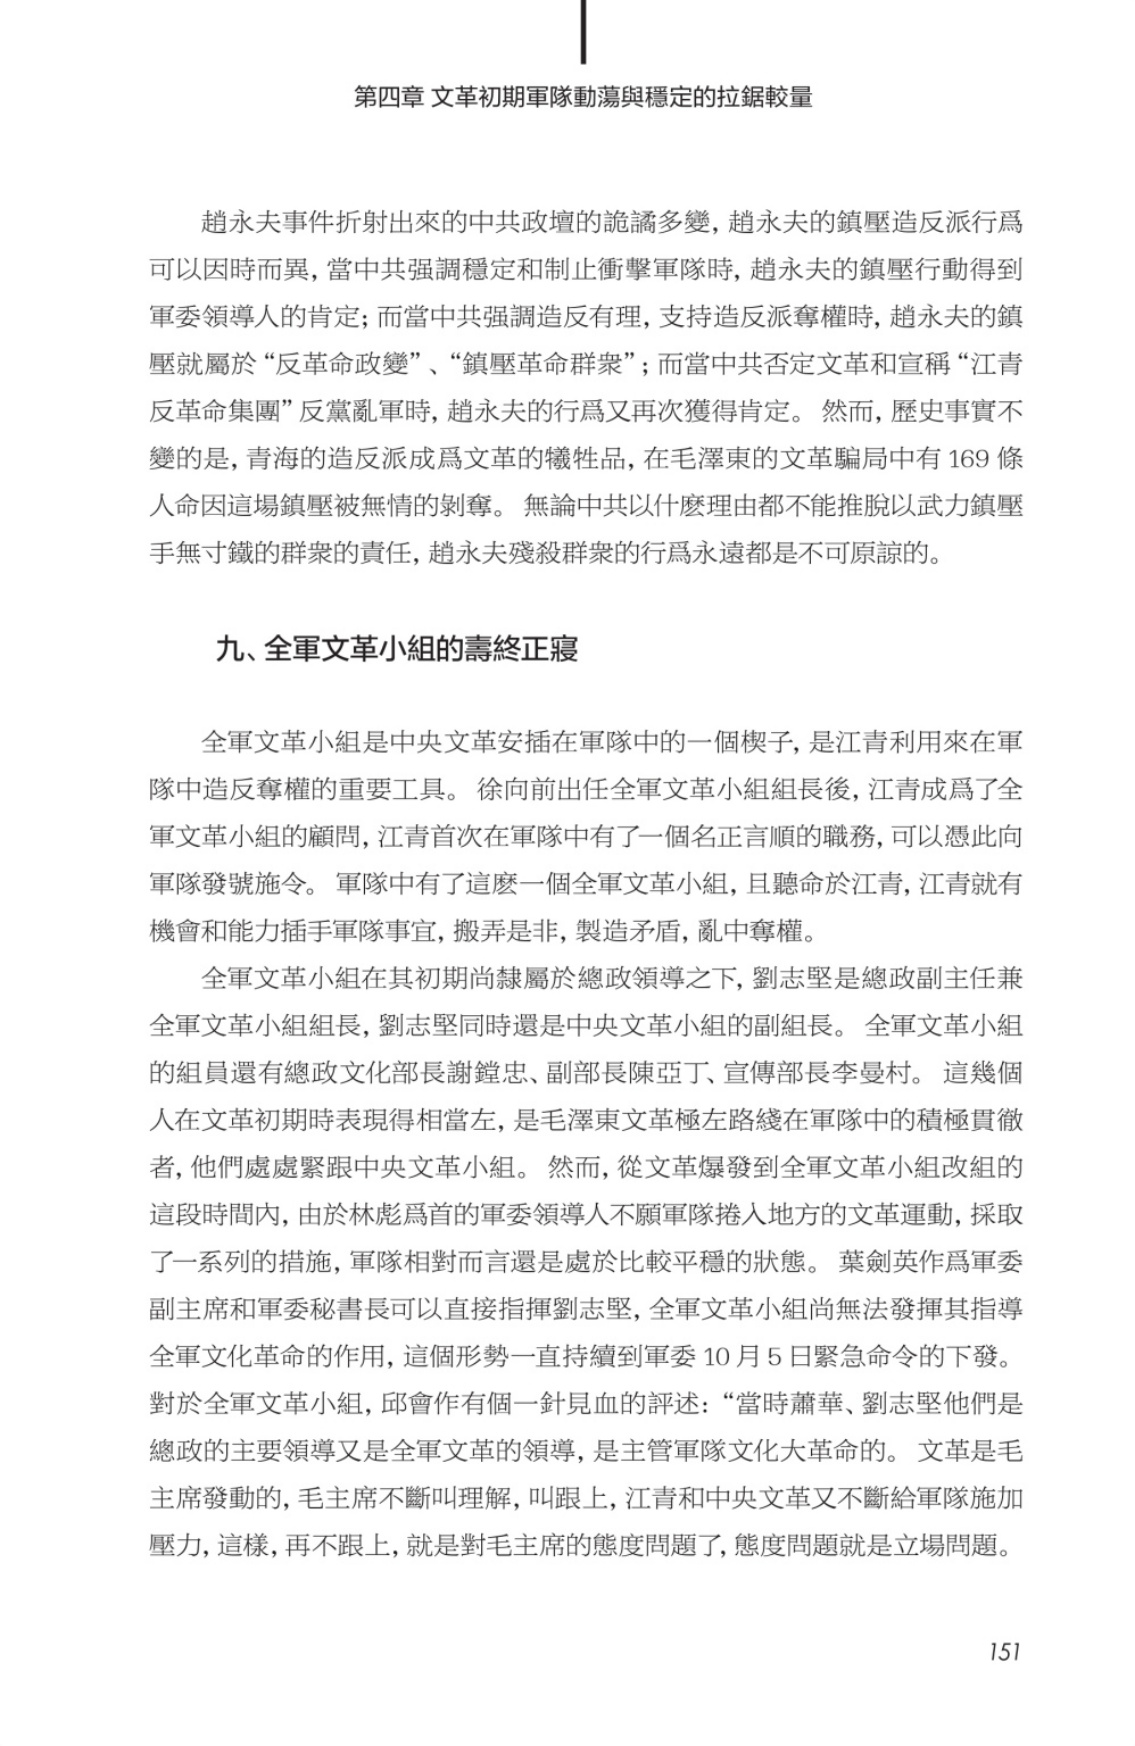 第四章 文革初期軍隊動蕩與穩定的拉鋸較量
趙永夫事件折射出來的中共政壇的詭譎多變, 趙永夫的鎮壓造反派行爲
可以因時而異, 當中共强調穩定和制止衝擊軍隊時, 趙永夫的鎮壓行動得到
軍委領導人的肯定; 而當中共强調造反有理, 支持造反派奪權時, 趙永夫的鎮
壓就屬於 “反革命政變” 、“鎮壓革命群衆” ; 而當中共否定文革和宣稱 “江青
反革命集團” 反黨亂軍時, 趙永夫的行爲又再次獲得肯定。 然而, 歷史事實不
變的是, 青海的造反派成爲文革的犧牲品, 在毛澤東的文革騙局中有 169 條
人命因這場鎮壓被無情的剝奪。 無論中共以什麽理由都不能推脫以武力鎮壓
手無寸鐵的群衆的責任, 趙永夫殘殺群衆的行爲永遠都是不可原諒的。
九、全軍文革小組的壽終正寢
全軍文革小組是中央文革安插在軍隊中的一個楔子, 是江青利用來在軍
隊中造反奪權的重要工具。 徐向前出任全軍文革小組組長後, 江青成爲了全
軍文革小組的顧問, 江青首次在軍隊中有了一個名正言順的職務, 可以憑此向
軍隊發號施令。 軍隊中有了這麽一個全軍文革小組, 且聽命於江青, 江青就有
機會和能力插手軍隊事宜, 搬弄是非, 製造矛盾, 亂中奪權。
全軍文革小組在其初期尚隸屬於總政領導之下, 劉志堅是總政副主任兼
全軍文革小組組長, 劉志堅同時還是中央文革小組的副組長。 全軍文革小組
的組員還有總政文化部長謝鏜忠、副部長陳亞丁、宣傳部長李曼村。 這幾個
人在文革初期時表現得相當左, 是毛澤東文革極左路綫在軍隊中的積極貫徹
者, 他們處處緊跟中央文革小組。 然而, 從文革爆發到全軍文革小組改組的
這段時間內, 由於林彪爲首的軍委領導人不願軍隊捲入地方的文革運動, 採取
了一系列的措施, 軍隊相對而言還是處於比較平穩的狀態。 葉劍英作爲軍委
副主席和軍委秘書長可以直接指揮劉志堅, 全軍文革小組尚無法發揮其指導
全軍文化革命的作用, 這個形勢一直持續到軍委 10 月 5 日緊急命令的下發。
對於全軍文革小組, 邱會作有個一針見血的評述: “當時蕭華、劉志堅他們是
總政的主要領導又是全軍文革的領導, 是主管軍隊文化大革命的。 文革是毛
主席發動的, 毛主席不斷叫理解, 叫跟上, 江青和中央文革又不斷給軍隊施加
壓力, 這樣, 再不跟上, 就是對毛主席的態度問題了, 態度問題就是立場問題。
151